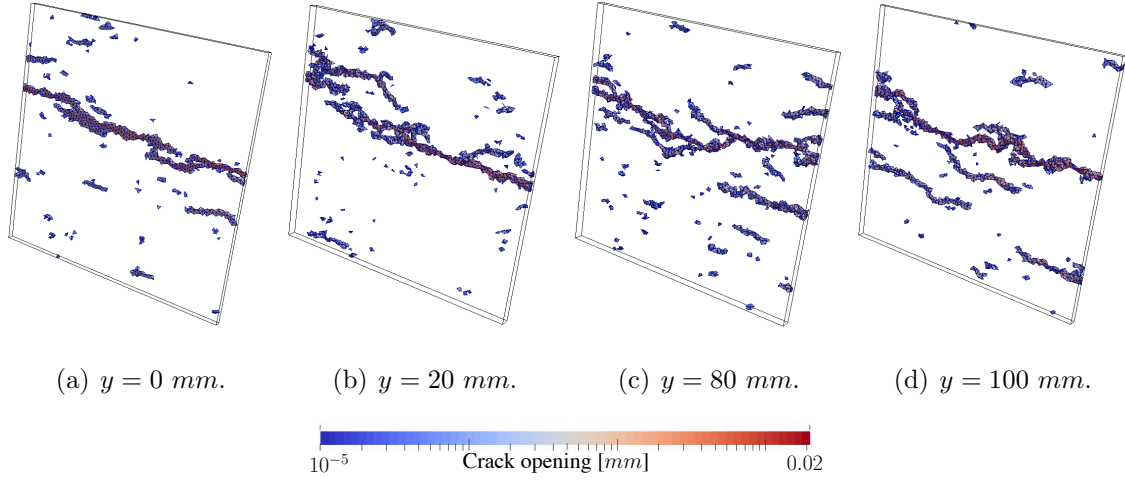 (a) y = 0 mm.
(b) y = 20 mm.
(c) y = 80 mm.
(d) y = 100 mm.
10⁻⁵ Crack opening [mm] 0.02